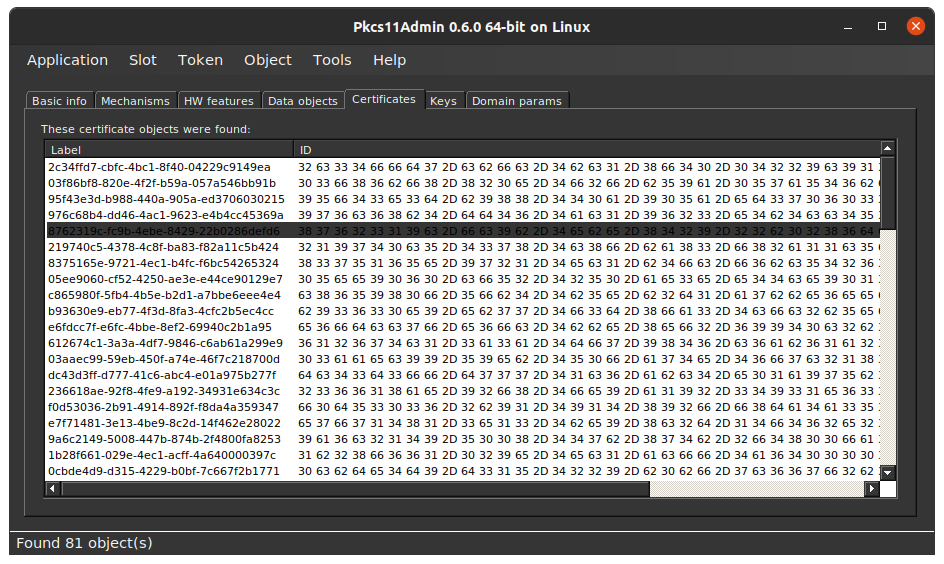 Pkcs11Admin 0.6.0 64-bit on Linux
Application Slot Token Object Tools Help
Basic info Mechanisms HW features Data objects Certificates Keys Domain params
These certificate objects were found:
Label ID
2c34ffd7-cbfc-4bc1-8f40-04229c9149ea 32 63 33 34 66 66 64 37 2D 63 62 66 63 2D 34 62 63 31 2D 38 66 34 30 2D 30 34 32 32 39 63 39 31
03f86bf8-820e-4f2f-b59a-057a546bb91b 30 33 66 38 36 62 66 38 2D 38 32 30 65 2D 34 66 32 66 2D 62 35 39 61 2D 30 35 37 61 35 34 36 62
95f43e3d-b988-440a-905a-ed3706030215 39 35 66 34 33 65 33 64 2D 62 39 38 38 2D 34 34 30 61 2D 39 30 35 61 2D 65 64 33 37 30 36 30 33
976c68b4-dd46-4ac1-9623-e4b4cc45369a 39 37 36 63 36 38 62 34 2D 64 64 34 36 2D 34 61 63 31 2D 39 36 32 33 2D 65 34 62 34 63 63 34 35
8762319c-fc9b-4ebe-8429-22b0286defd6 38 37 36 32 33 31 39 63 2D 66 63 39 62 2D 34 65 62 65 2D 38 34 32 39 2D 32 32 62 30 32 38 36 64
219740c5-4378-4c8f-ba83-f82a11c5b424 32 31 39 37 34 30 63 35 2D 34 33 37 38 2D 34 63 38 66 2D 62 61 38 33 2D 66 38 32 61 31 31 63 35
8375165e-9721-4ec1-b4fc-f6bc54265324 38 33 37 35 31 36 35 65 2D 39 37 32 31 2D 34 65 63 31 2D 62 34 66 63 2D 66 36 62 63 35 34 32 36
05ee9060-cf52-4250-ae3e-e44ce90129e7 30 35 65 65 39 30 36 30 2D 63 66 35 32 2D 34 32 35 30 2D 61 65 33 65 2D 65 34 34 63 65 39 30 31
c865980f-5fb4-4b5e-b2d1-a7bbe6eee4e4 63 38 36 35 39 38 30 66 2D 35 66 62 34 2D 34 62 35 65 2D 62 32 64 31 2D 61 37 62 62 65 36 65 65
b93630e9-eb77-4f3d-8fa3-4cfc2b5ec4cc 62 39 33 36 33 30 65 39 2D 65 62 37 37 2D 34 66 33 64 2D 38 66 61 33 2D 34 63 66 63 32 62 35 65
e6fdcc7f-e6fc-4bbe-8ef2-69940c2b1a95 65 36 66 64 63 63 37 66 2D 65 36 66 63 2D 34 62 62 65 2D 38 65 66 32 2D 36 39 39 34 30 63 32 62
612674c1-3a3a-4df7-9846-c6ab61a299e9 36 31 32 36 37 34 63 31 2D 33 61 33 61 2D 34 64 66 37 2D 39 38 34 36 2D 63 36 61 62 36 31 61 32
03aaec99-59eb-450f-a74e-46f7c218700d 30 33 61 61 65 63 39 39 2D 35 39 65 62 2D 34 35 30 66 2D 61 37 34 65 2D 34 36 66 37 63 32 31 38
dc43d3ff-d777-41c6-abc4-e01a975b277f 64 63 34 33 64 33 66 66 2D 64 37 37 37 2D 34 31 63 36 2D 61 62 63 34 2D 65 30 31 61 39 37 35 62
236618ae-92f8-4fe9-a192-34931e634c3c 32 33 36 36 31 38 61 65 2D 39 32 66 38 2D 34 66 65 39 2D 61 31 39 32 2D 33 34 39 33 31 65 36 33
f0d53036-2b91-4914-892f-f8da4a359347 66 30 64 35 33 30 33 36 2D 32 62 39 31 2D 34 39 31 34 2D 38 39 32 66 2D 66 38 64 61 34 61 33 35
e7f71481-3e13-4be9-8c2d-14f462e28022 65 37 66 37 31 34 38 31 2D 33 65 31 33 2D 34 62 65 39 2D 38 63 32 64 2D 31 34 66 34 36 32 65 32
9a6c2149-5008-447b-874b-2f4800fa8253 39 61 36 63 32 31 34 39 2D 35 30 30 38 2D 34 34 37 62 2D 38 37 34 62 2D 32 66 34 38 30 30 66 61
1b28f661-029e-4ec1-acff-4a640000397c 31 62 32 38 66 36 36 31 2D 30 32 39 65 2D 34 65 63 31 2D 61 63 66 66 2D 34 61 36 34 30 30 30 30
0cbde4d9-d315-4229-b0bf-7c667f2b1771 30 63 62 64 65 34 64 39 2D 64 33 31 35 2D 34 32 32 39 2D 62 30 62 66 2D 37 63 36 36 37 66 32 62
Found 81 object(s)